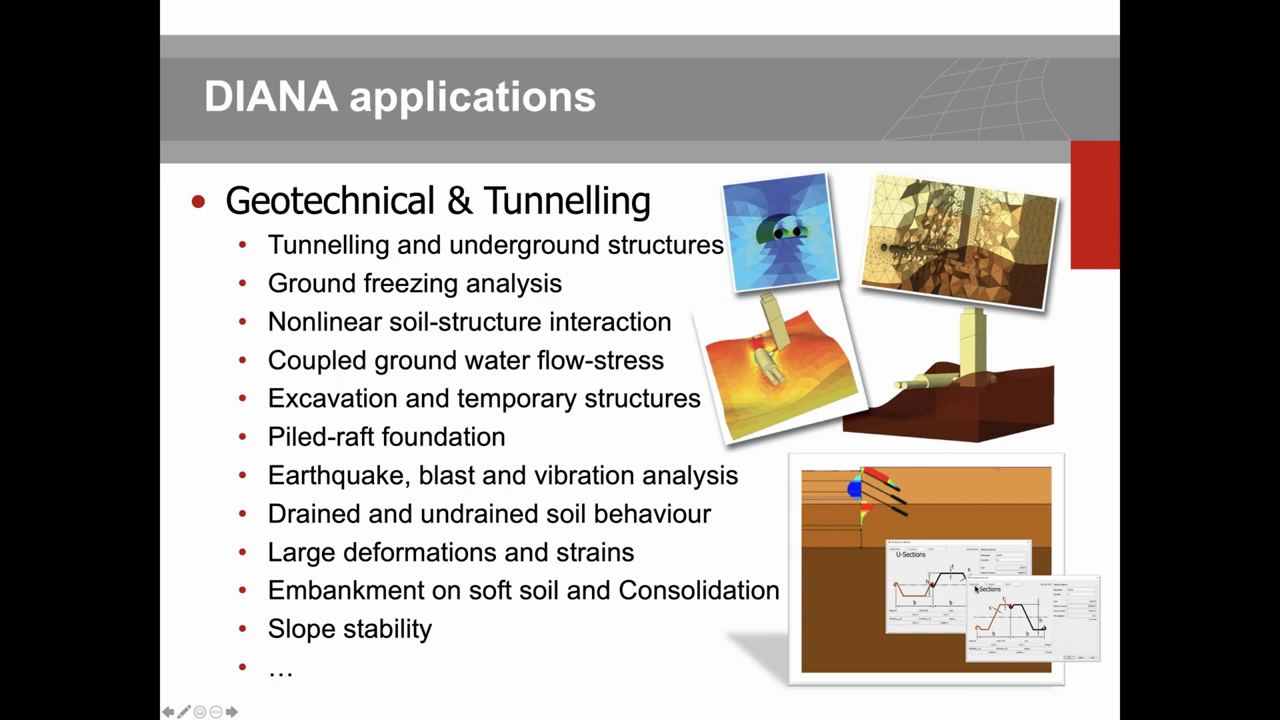 DIANA applications
• Geotechnical & Tunnelling
• Tunnelling and underground structures
• Ground freezing analysis
• Nonlinear soil-structure interaction
• Coupled ground water flow-stress
• Excavation and temporary structures
• Piled-raft foundation
• Earthquake, blast and vibration analysis
• Drained and undrained soil behaviour
• Large deformations and strains
• Embankment on soft soil and Consolidation
• Slope stability
• …
U-Sections